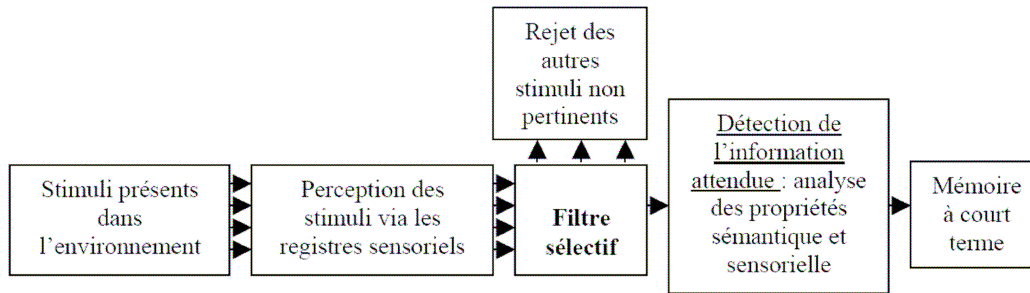 Rejet des
autres
stimuli non
pertinents
Stimuli présents
dans
l’environnement
Perception des
stimuli via les
registres sensoriels
Filtre
sélectif
Détection de
l’information
attendue : analyse
des propriétés
sémantique et
sensorielle
Mémoire
à court
terme